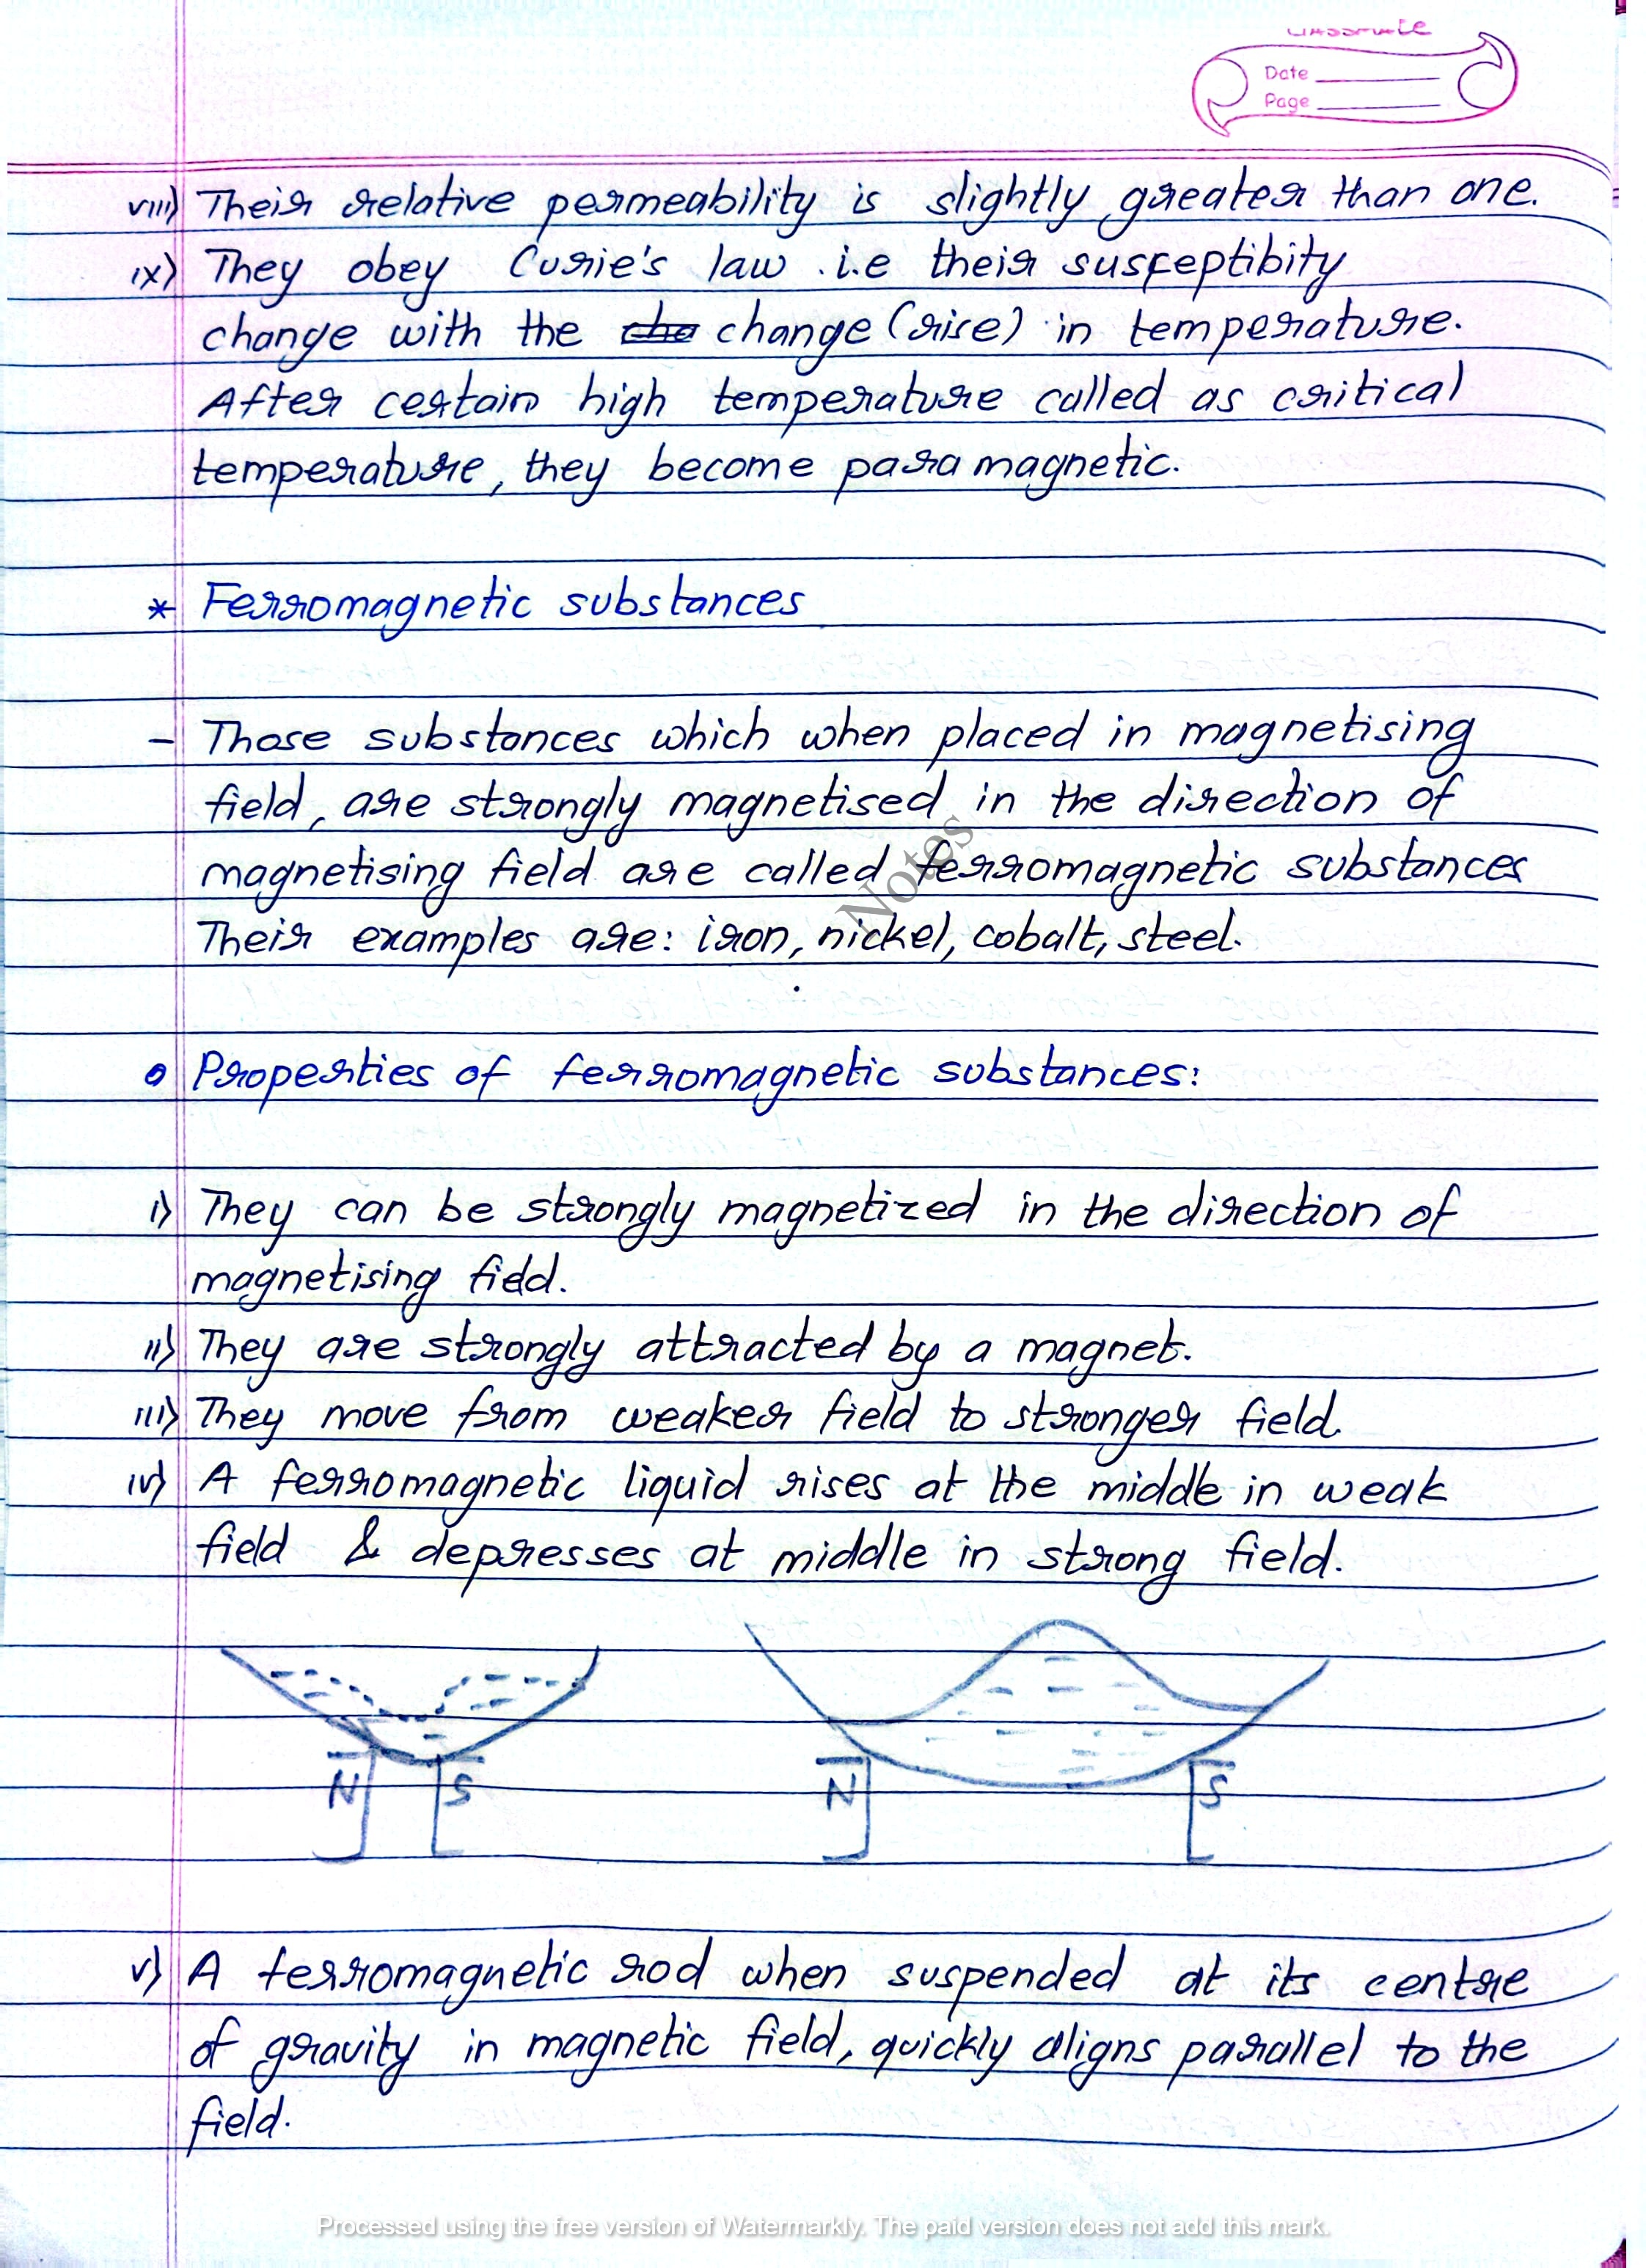 classmate
Date
Page
viii) Their relative permeability is slightly greater than one.
ix) They obey Curie's law .i.e their susceptibity
change with the cha change (rise) in temperature.
After certain high temperature called as critical
temperature, they become paramagnetic.
* Ferromagnetic substances
- Those substances which when placed in magnetising
field, are strongly magnetised in the direction of
magnetising field are called ferromagnetic substances
Their examples are: iron, nickel, cobalt, steel.
Notes
o Properties of ferromagnetic substances:
i) They can be strongly magnetized in the direction of
magnetising field.
ii) They are strongly attracted by a magnet.
iii) They move from weaker field to stronger field.
iv) A ferromagnetic liquid rises at the middle in weak
field & depresses at middle in strong field.
N S N S
v) A ferromagnetic rod when suspended at its centre
of gravity in magnetic field, quickly aligns parallel to the
field.
Processed using the free version of Watermarkly. The paid version does not add this mark.